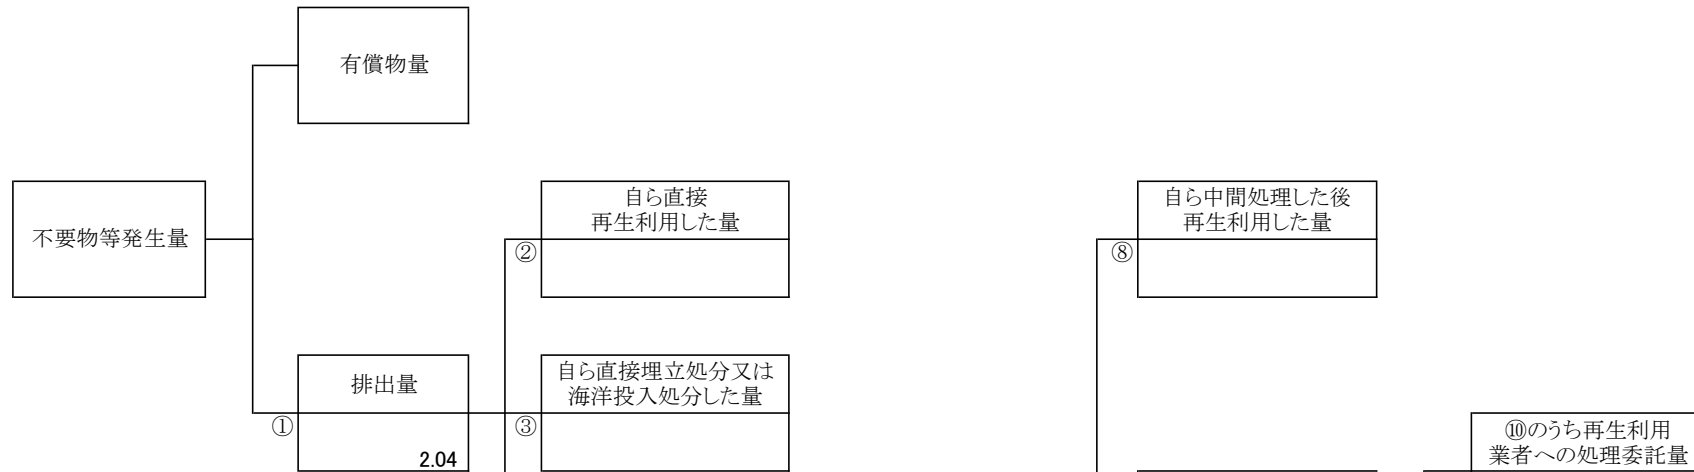 有償物量
不要物等発生量
自ら直接
再生利用した量
②
自ら中間処理した後
再生利用した量
⑧
排出量
①
2.04
自ら直接埋立処分又は
海洋投入処分した量
③
⑩のうち再生利用
業者への処理委託量